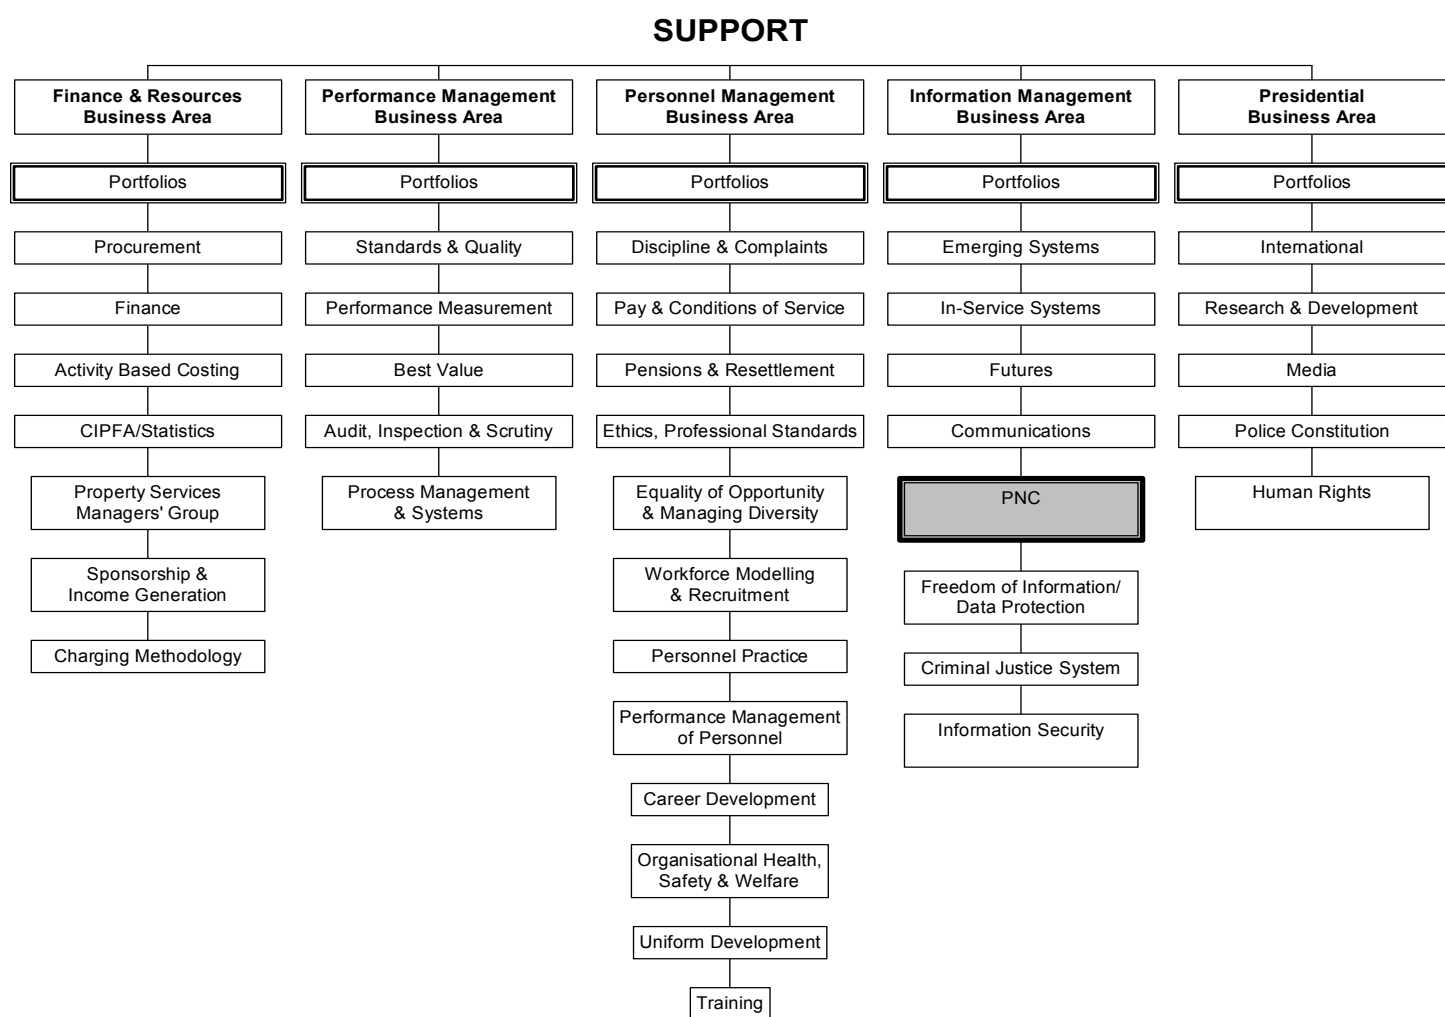 SUPPORT
Finance & Resources
Business Area
Portfolios
Procurement
Finance
Activity Based Costing
CIPFA/Statistics
Property Services
Managers' Group
Sponsorship &
Income Generation
Charging Methodology
Performance Management
Business Area
Portfolios
Standards & Quality
Performance Measurement
Best Value
Audit, Inspection & Scrutiny
Process Management
& Systems
Personnel Management
Business Area
Portfolios
Discipline & Complaints
Pay & Conditions of Service
Pensions & Resettlement
Ethics, Professional Standards
Equality of Opportunity
& Managing Diversity
Workforce Modelling
& Recruitment
Personnel Practice
Performance Management
of Personnel
Career Development
Organisational Health,
Safety & Welfare
Uniform Development
Training
Information Management
Business Area
Portfolios
Emerging Systems
In-Service Systems
Futures
Communications
PNC
Freedom of Information/
Data Protection
Criminal Justice System
Information Security
Presidential
Business Area
Portfolios
International
Research & Development
Media
Police Constitution
Human Rights